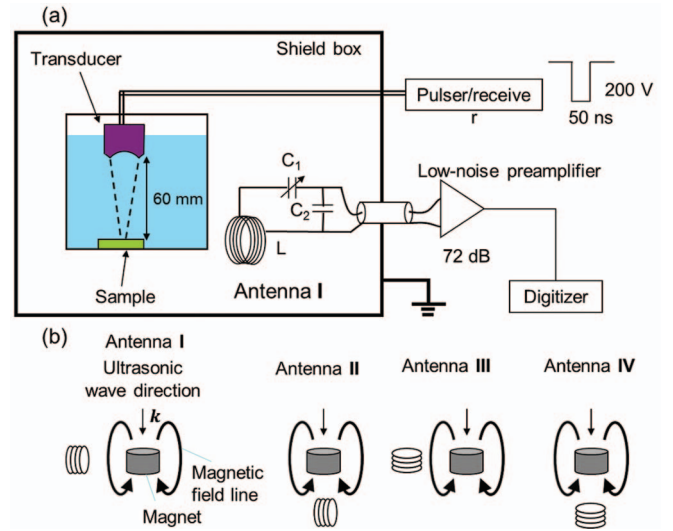 (a)
Shield box
Transducer
Pulser/receive
r
200 V
50 ns
60 mm
C1
C2
L
Low-noise preamplifier
72 dB
Sample
Antenna I
Digitizer
(b)
Antenna I
Ultrasonic
wave direction
k
Magnetic
field line
Magnet
Antenna II
Antenna III
Antenna IV